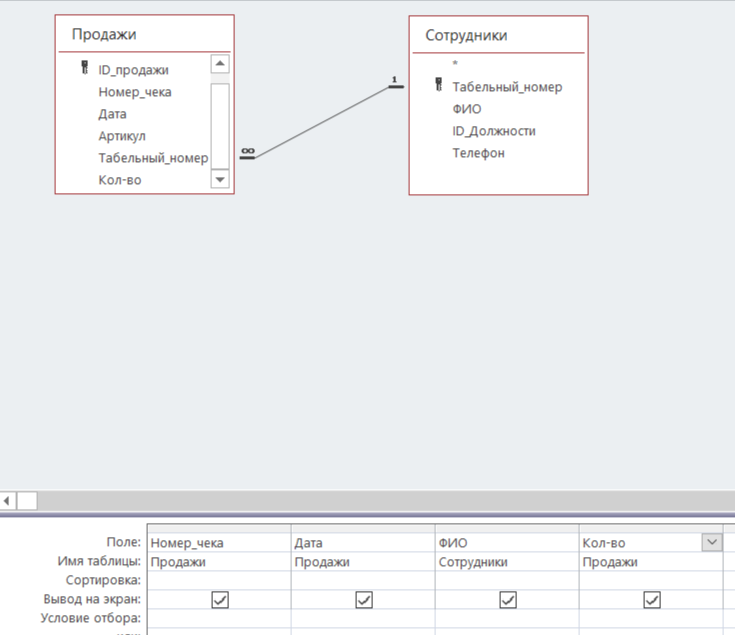 Продажи
ID_продажи
Номер_чека
Дата
Артикул
Табельный_номер
Кол-во
∞
1
Сотрудники
*
Табельный_номер
ФИО
ID_Должности
Телефон
Поле: Номер_чека Дата ФИО Кол-во
Имя таблицы: Продажи Продажи Сотрудники Продажи
Сортировка:
Вывод на экран:
Условие отбора: